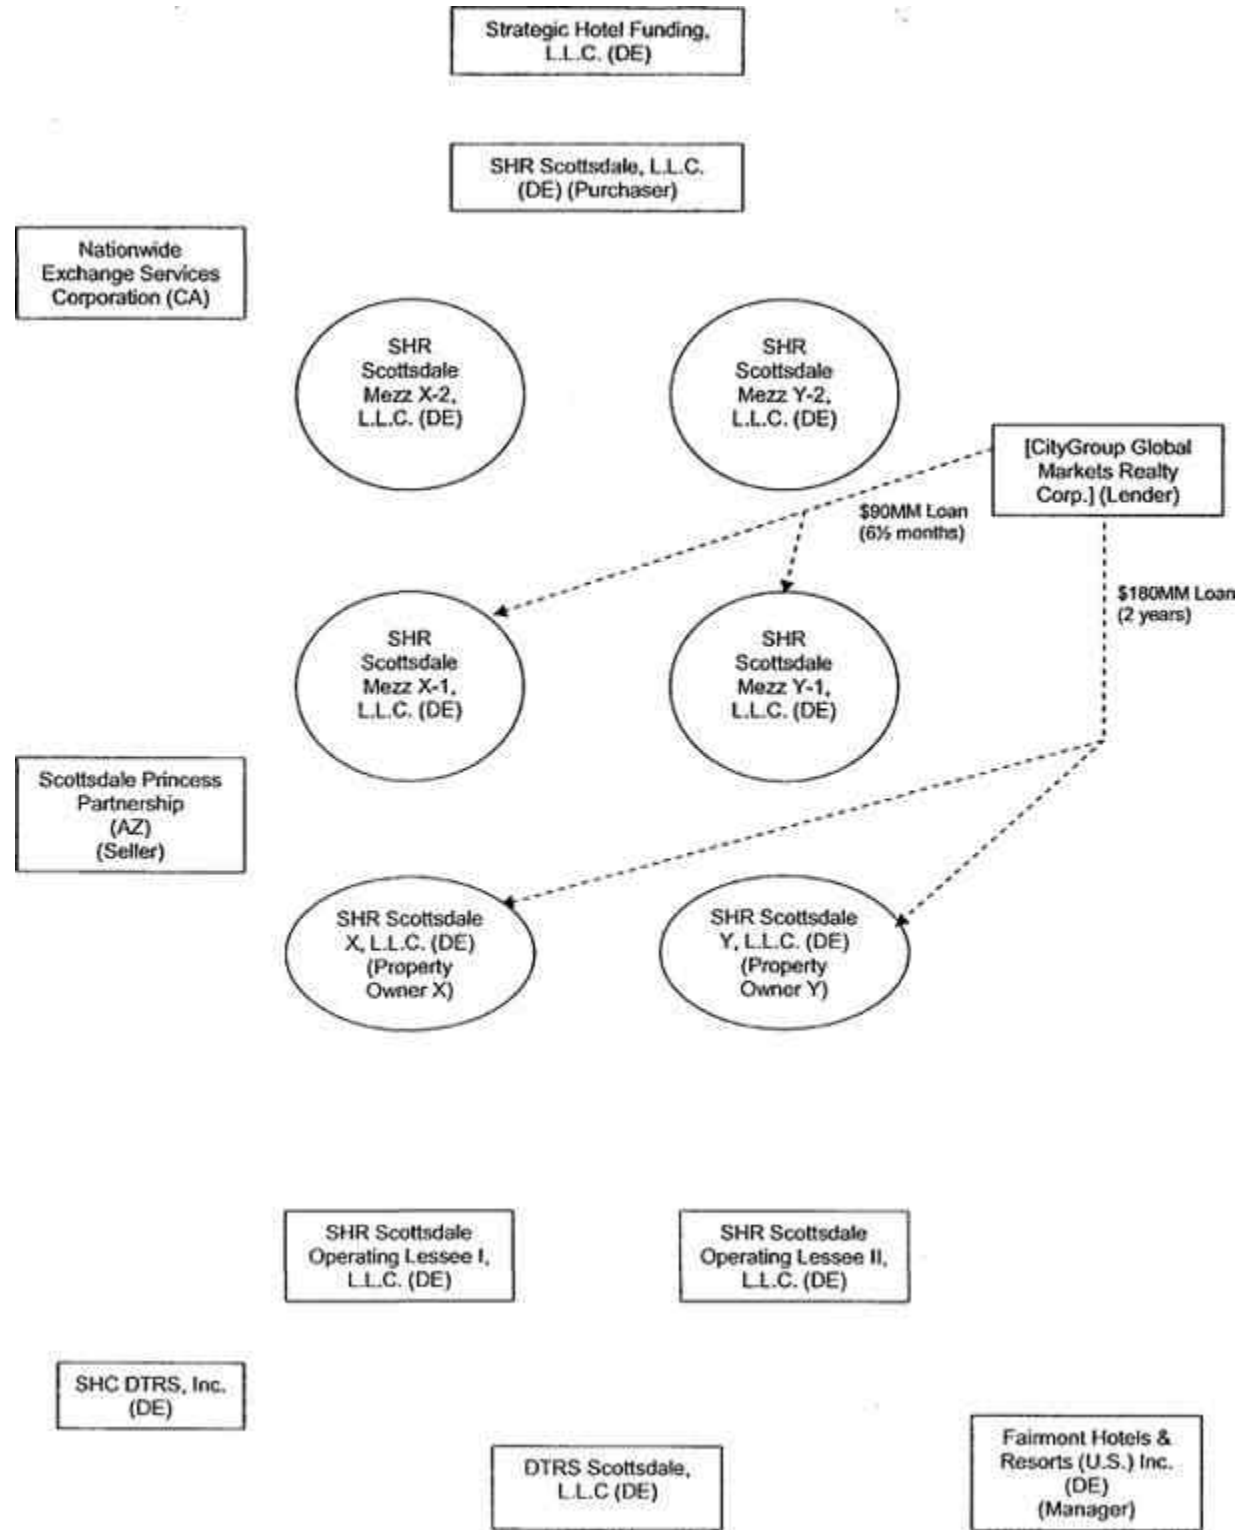 Strategic Hotel Funding,
L.L.C. (DE)
SHR Scottsdale, L.L.C.
(DE) (Purchaser)
Nationwide
Exchange Services
Corporation (CA)
SHR
Scottsdale
Mezz X-2,
L.L.C. (DE)
SHR
Scottsdale
Mezz Y-2,
L.L.C. (DE)
[CityGroup Global
Markets Realty
Corp.] (Lender)
$90MM Loan
(6½ months)
$180MM Loan
(2 years)
SHR
Scottsdale
Mezz X-1,
L.L.C. (DE)
SHR
Scottsdale
Mezz Y-1,
L.L.C. (DE)
Scottsdale Princess
Partnership
(AZ)
(Seller)
SHR Scottsdale
X, L.L.C. (DE)
(Property
Owner X)
SHR Scottsdale
Y, L.L.C. (DE)
(Property
Owner Y)
SHR Scottsdale
Operating Lessee I,
L.L.C. (DE)
SHR Scottsdale
Operating Lessee II,
L.L.C. (DE)
SHC DTRS, Inc.
(DE)
DTRS Scottsdale,
L.L.C (DE)
Fairmont Hotels &
Resorts (U.S.) Inc.
(DE)
(Manager)